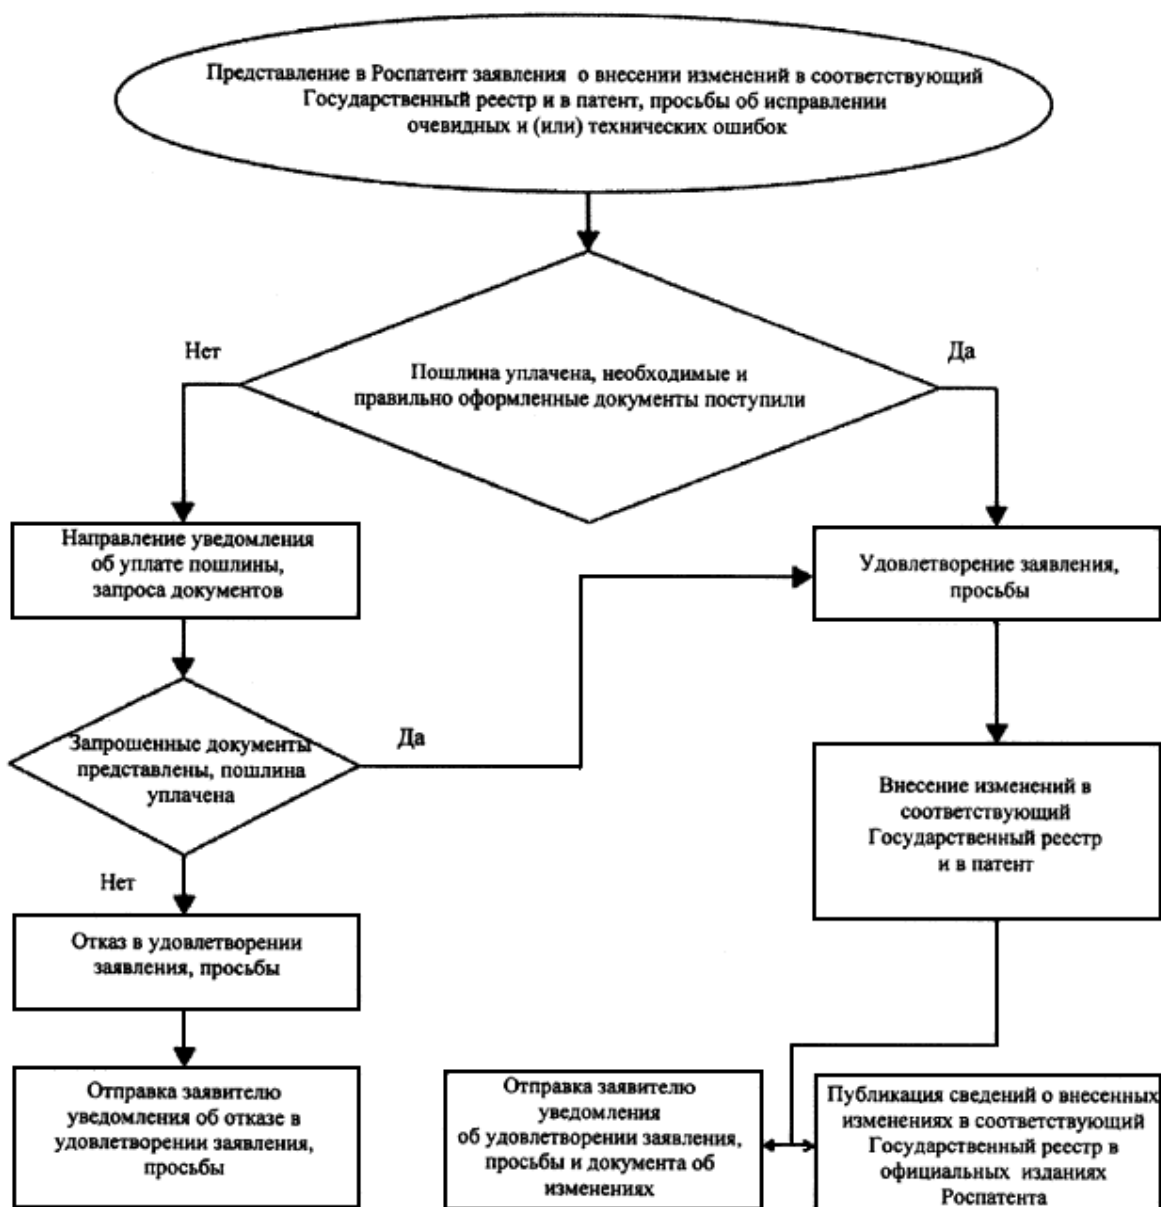 Представление в Роспатент заявления о внесении изменений в соответствующий
Государственный реестр и в патент, просьбы об исправлении
очевидных и (или) технических ошибок
Нет
Да
Пошлина уплачена, необходимые и
правильно оформленные документы поступили
Направление уведомления
об уплате пошлины,
запроса документов
Удовлетворение заявления,
просьбы
Запрошенные документы
представлены, пошлина
уплачена
Да
Внесение изменений в
соответствующий
Государственный реестр
и в патент
Нет
Отказ в удовлетворении
заявления, просьбы
Отправка заявителю
уведомления об отказе в
удовлетворении заявления,
просьбы
Отправка заявителю
уведомления
об удовлетворении заявления,
просьбы и документа об
изменениях
Публикация сведений о внесенных
изменениях в соответствующий
Государственный реестр в
официальных изданиях
Роспатента